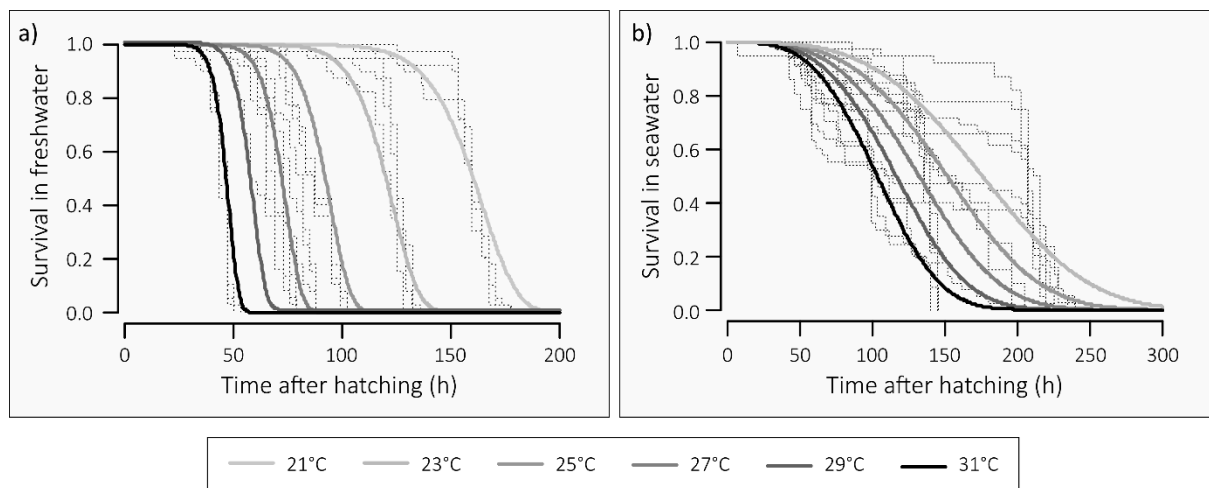 a)
Survival in freshwater
1.0
0.8
0.6
0.4
0.2
0.0
0 50 100 150 200
Time after hatching (h)
b)
Survival in seawater
1.0
0.8
0.6
0.4
0.2
0.0
0 50 100 150 200 250 300
Time after hatching (h)
21°C 23°C 25°C 27°C 29°C 31°C